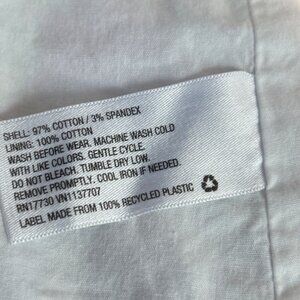 SHELL: 97% COTTON / 3% SPANDEX
LINING: 100% COTTON
WASH BEFORE WEAR. MACHINE WASH COLD
WITH LIKE COLORS. GENTLE CYCLE.
DO NOT BLEACH. TUMBLE DRY LOW.
REMOVE PROMPTLY. COOL IRON IF NEEDED.
RN17730 VN1137707
LABEL MADE FROM 100% RECYCLED PLASTIC